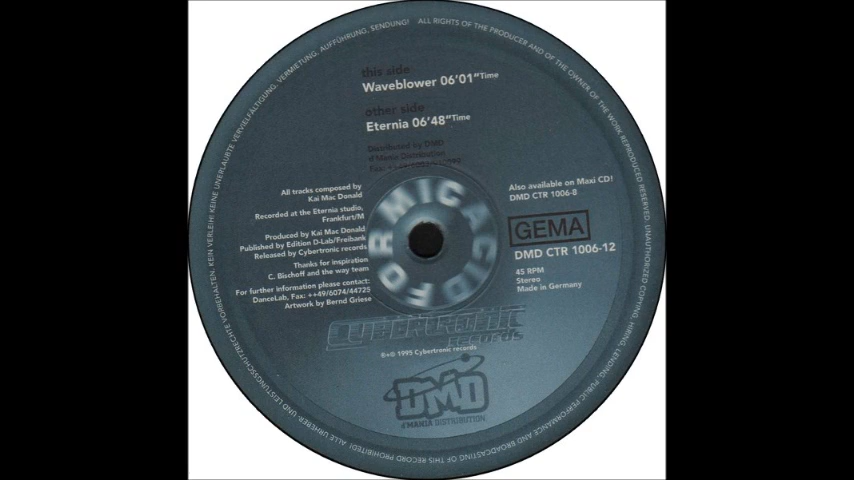 ALL RIGHTS OF THE PRODUCER AND OF THE OWNER OF THE WORK REPRODUCED RESERVED. UNAUTHORIZED COPYING, HIRING, LENDING, PUBLIC PERFORMANCE AND BROADCASTING OF THIS RECORD PROHIBITED! ALLE URHEBER- UND LEISTUNGSSCHUTZRECHTE VORBEHALTEN. KEIN VERLEIH! KEINE UNERLAUBTE VERVIELFÄLTIGUNG, VERMIETUNG, AUFFÜHRUNG, SENDUNG!
this side
Waveblower 06'01"Time
other side
Eternia 06'48"Time
Distributed by DMD
d'Mania Distribution
All tracks composed by
Kai Mac Donald
Recorded at the Eternia studio,
Frankfurt/M
Produced by Kai Mac Donald
Published by Edition D-Lab/Freibank
Released by Cybertronic records
Thanks for inspiration
C. Bischoff and the way team
For further information please contact:
DanceLab, Fax: ++49/6074/44725
Artwork by Bernd Griese
FORMIC ACID
Also available on Maxi CD!
DMD CTR 1006-8
GEMA
DMD CTR 1006-12
45 RPM
Stereo
Made in Germany
Cybertronic
records
℗+© 1995 Cybertronic records
DMD
d'MANIA DISTRIBUTION